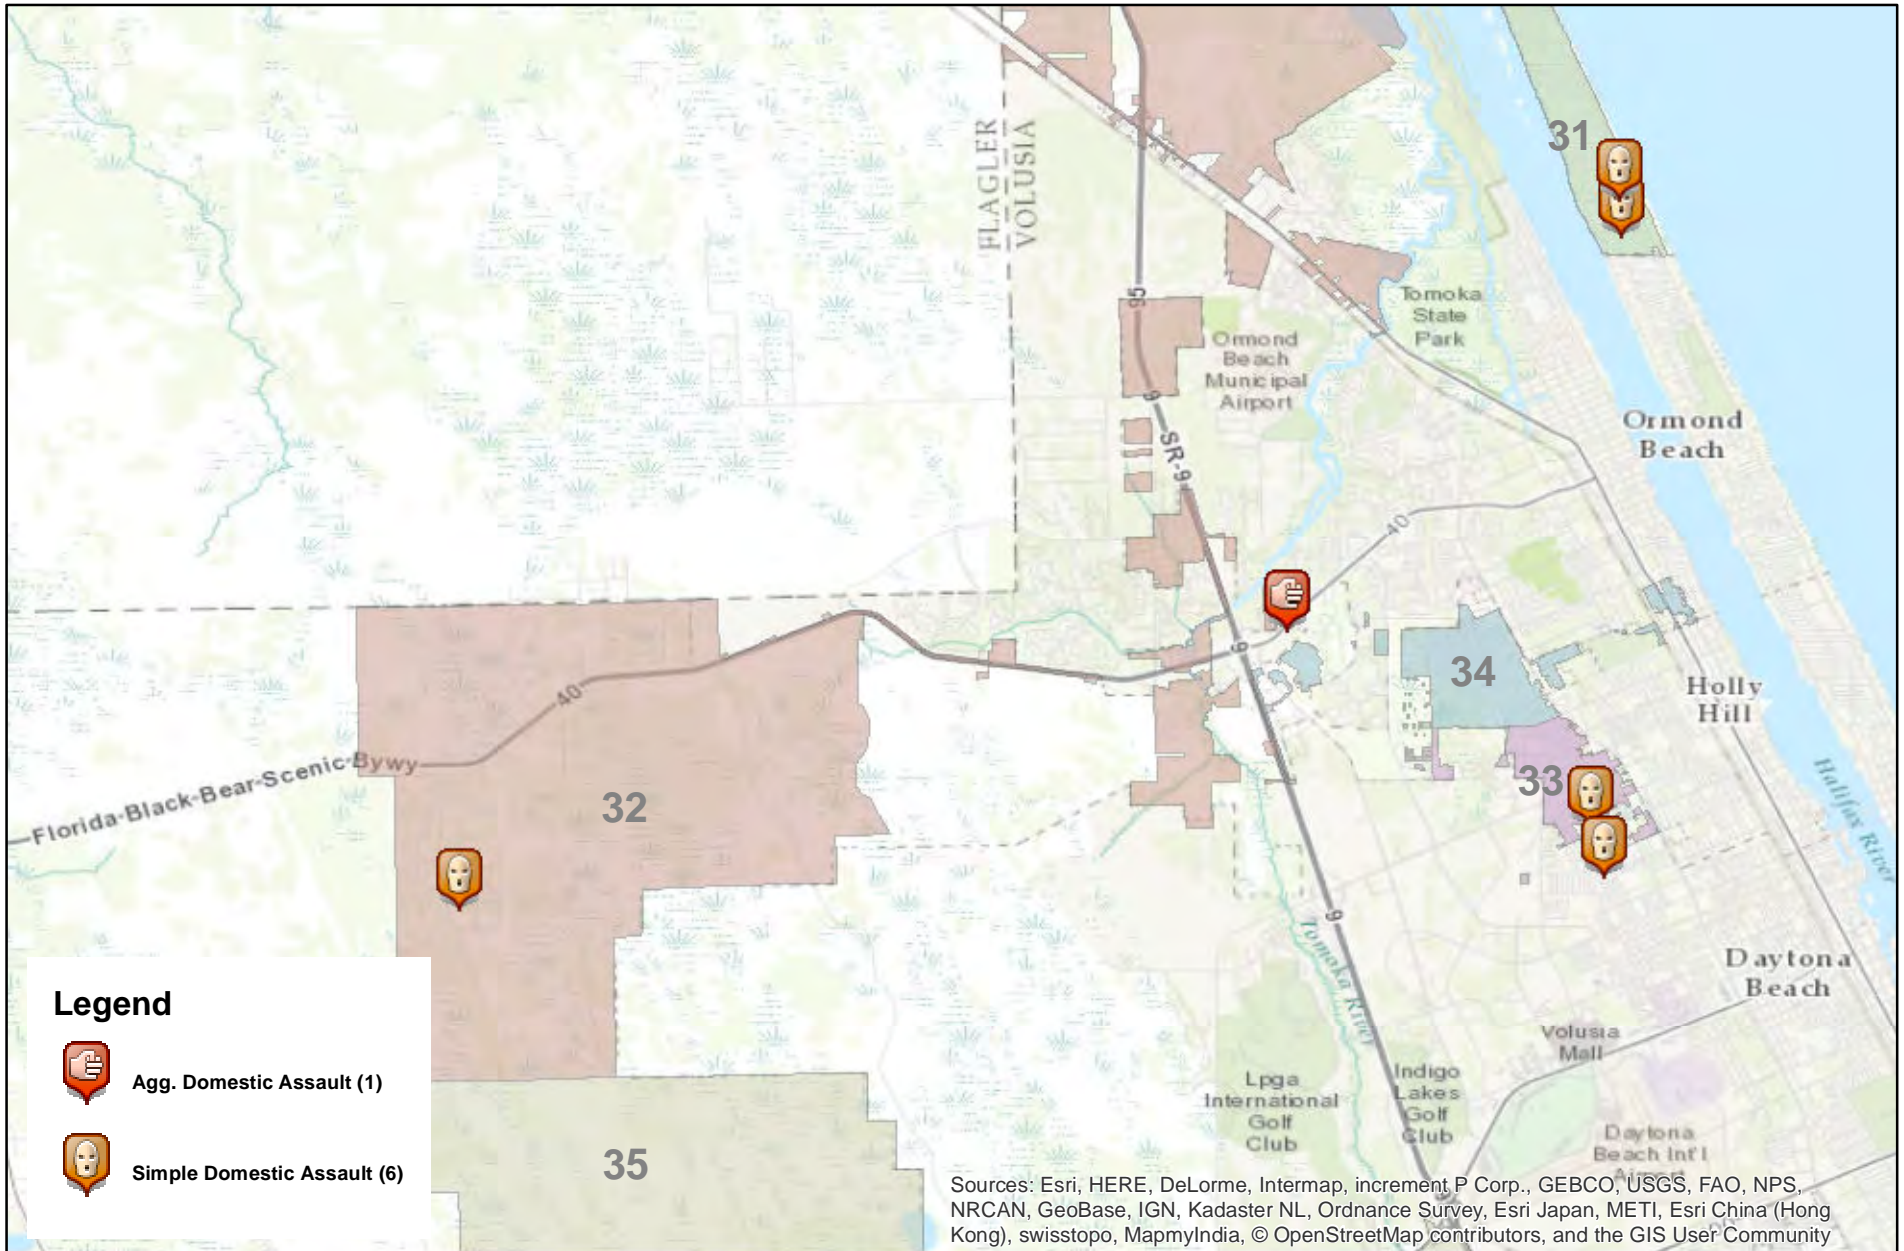 FLAGLER
VOLUSIA
31
95
Tomoka
State
Park
Ormond
Beach
Municipal
Airport
9
SR-9
Ormond
Beach
40
9
34
Holly
Hill
40
Florida-Black-Bear-Scenic-Bywy
32
33
Halifax River
9
Tomoka River
Daytona
Beach
Volusia
Mall
Legend
Agg. Domestic Assault (1)
Simple Domestic Assault (6)
35
Lpga
International
Golf
Club
Indigo
Lakes
Golf
Club
Daytona
Beach Int'l
Airport
Sources: Esri, HERE, DeLorme, Intermap, increment P Corp., GEBCO, USGS, FAO, NPS,
NRCAN, GeoBase, IGN, Kadaster NL, Ordnance Survey, Esri Japan, METI, Esri China (Hong
Kong), swisstopo, MapmyIndia, © OpenStreetMap contributors, and the GIS User Community